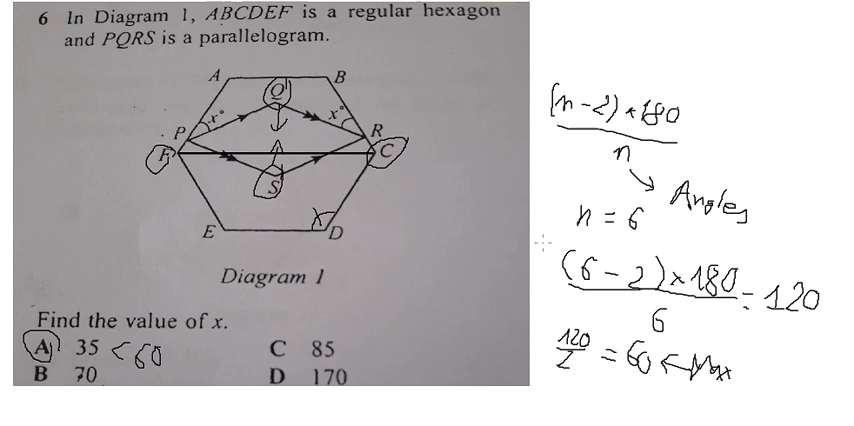 6 In Diagram 1, ABCDEF is a regular hexagon
and PQRS is a parallelogram.
A
B
Q
x°
x°
P
R
F
C
S
X
E
D
Diagram 1
Find the value of x.
A 35 < 60
C 85
B 70
D 170
(n - 2) × 180
n
Angles
n = 6
(6 - 2) × 180 = 120
6
120
2
= 60 ← Max